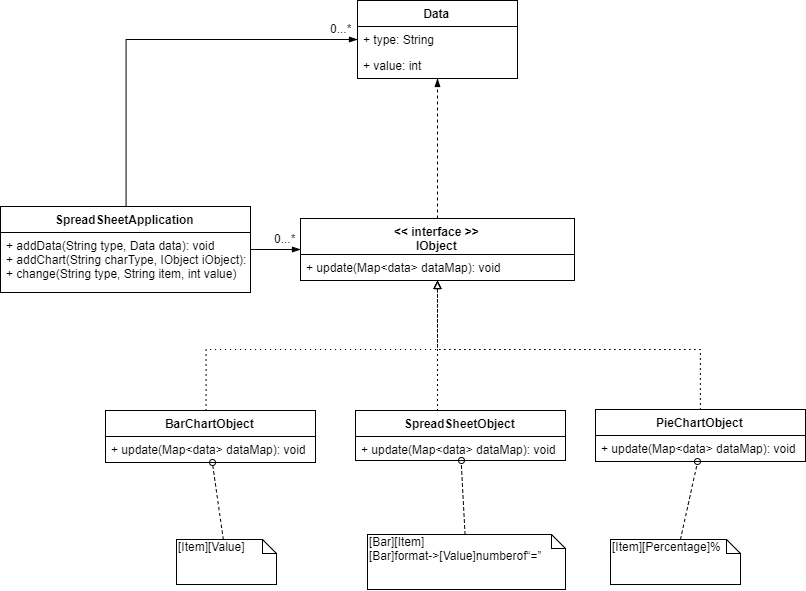 Data
0...*
+ type: String
+ value: int
SpreadSheetApplication
+ addData(String type, Data data): void
+ addChart(String charType, IObject iObject):
+ change(String type, String item, int value)
0...*
<< interface >>
IObject
+ update(Map<data> dataMap): void
BarChartObject
+ update(Map<data> dataMap): void
SpreadSheetObject
+ update(Map<data> dataMap): void
PieChartObject
+ update(Map<data> dataMap): void
[Item][Value]
[Bar][Item]
[Bar]format->[Value]numberof“=”
[Item][Percentage]%